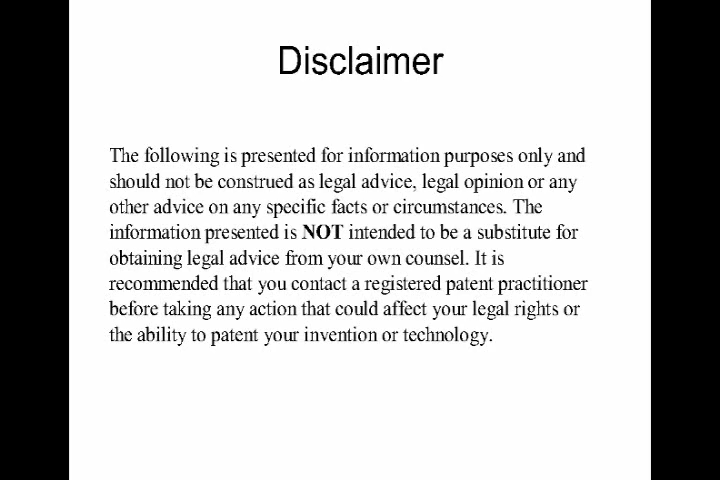 Disclaimer
The following is presented for information purposes only and
should not be construed as legal advice, legal opinion or any
other advice on any specific facts or circumstances. The
information presented is NOT intended to be a substitute for
obtaining legal advice from your own counsel. It is
recommended that you contact a registered patent practitioner
before taking any action that could affect your legal rights or
the ability to patent your invention or technology.